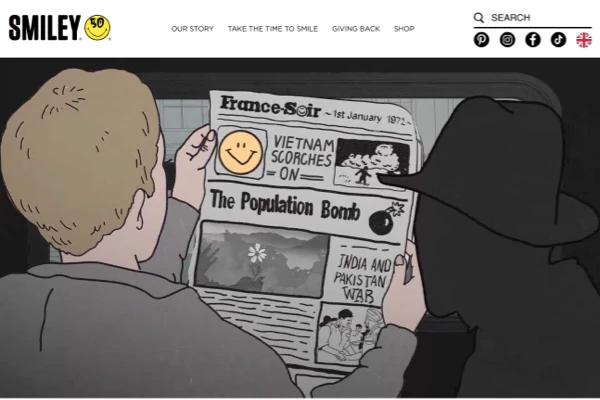 SMILEY 50
OUR STORY TAKE THE TIME TO SMILE GIVING BACK SHOP
SEARCH
France-Soir ~ 1st January 1972 ~
VIETNAM
SCORCHES
= ON =
The Population Bomb
INDIA AND
PAKISTAN
WAR